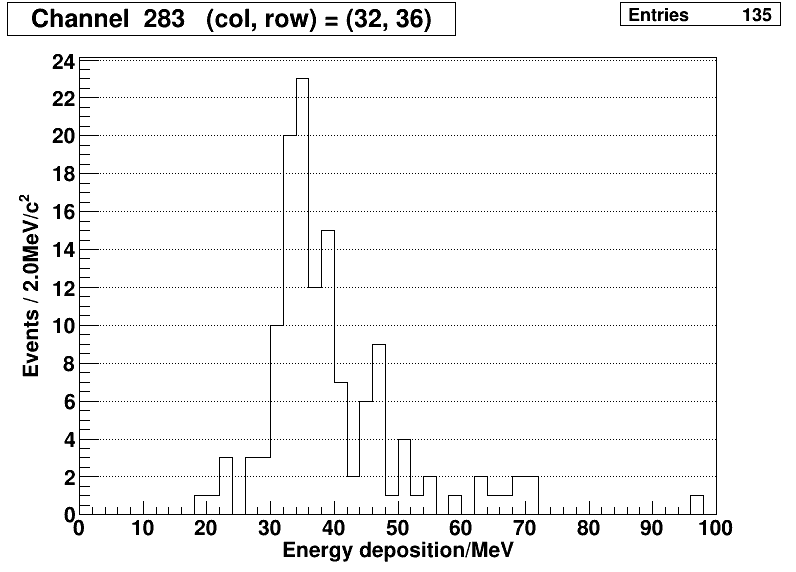 Channel  283   (col, row) = (32, 36)
Entries 135
24
22
20
18
16
14
12
10
8
6
4
2
0
Events / 2.0MeV/c²
0 10 20 30 40 50 60 70 80 90 100
Energy deposition/MeV